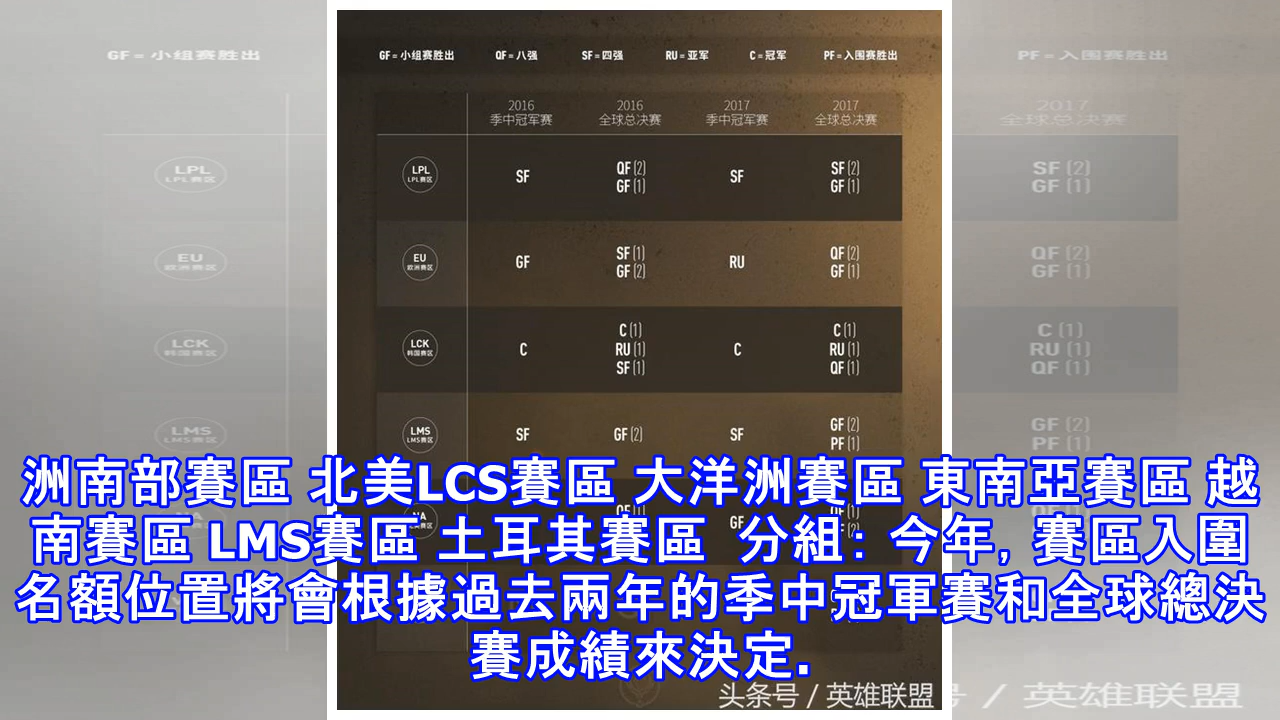 GF = 小组赛胜出 QF = 八强 SF = 四强 RU = 亚军 C = 冠军 PF = 入围赛胜出
2016 2016 2017 2017
季中冠军赛 全球总决赛 季中冠军赛 全球总决赛
LPL
LPL赛区
SF QF (2) GF (1) SF SF (2) GF (1)
EU
欧洲赛区
GF SF (1) GF (2) RU QF (2) GF (1)
LCK
韩国赛区
C C (1) RU (1) SF (1) C C (1) RU (1) QF (1)
LMS
LMS赛区
SF GF (2) SF GF (2) PF (1)
洲南部賽區 北美LCS賽區 大洋洲賽區 東南亞賽區 越
南賽區 LMS賽區 土耳其賽區 分組: 今年, 賽區入圍
名額位置將會根據過去兩年的季中冠軍賽和全球總決
賽成績來決定.
头条号 / 英雄联盟